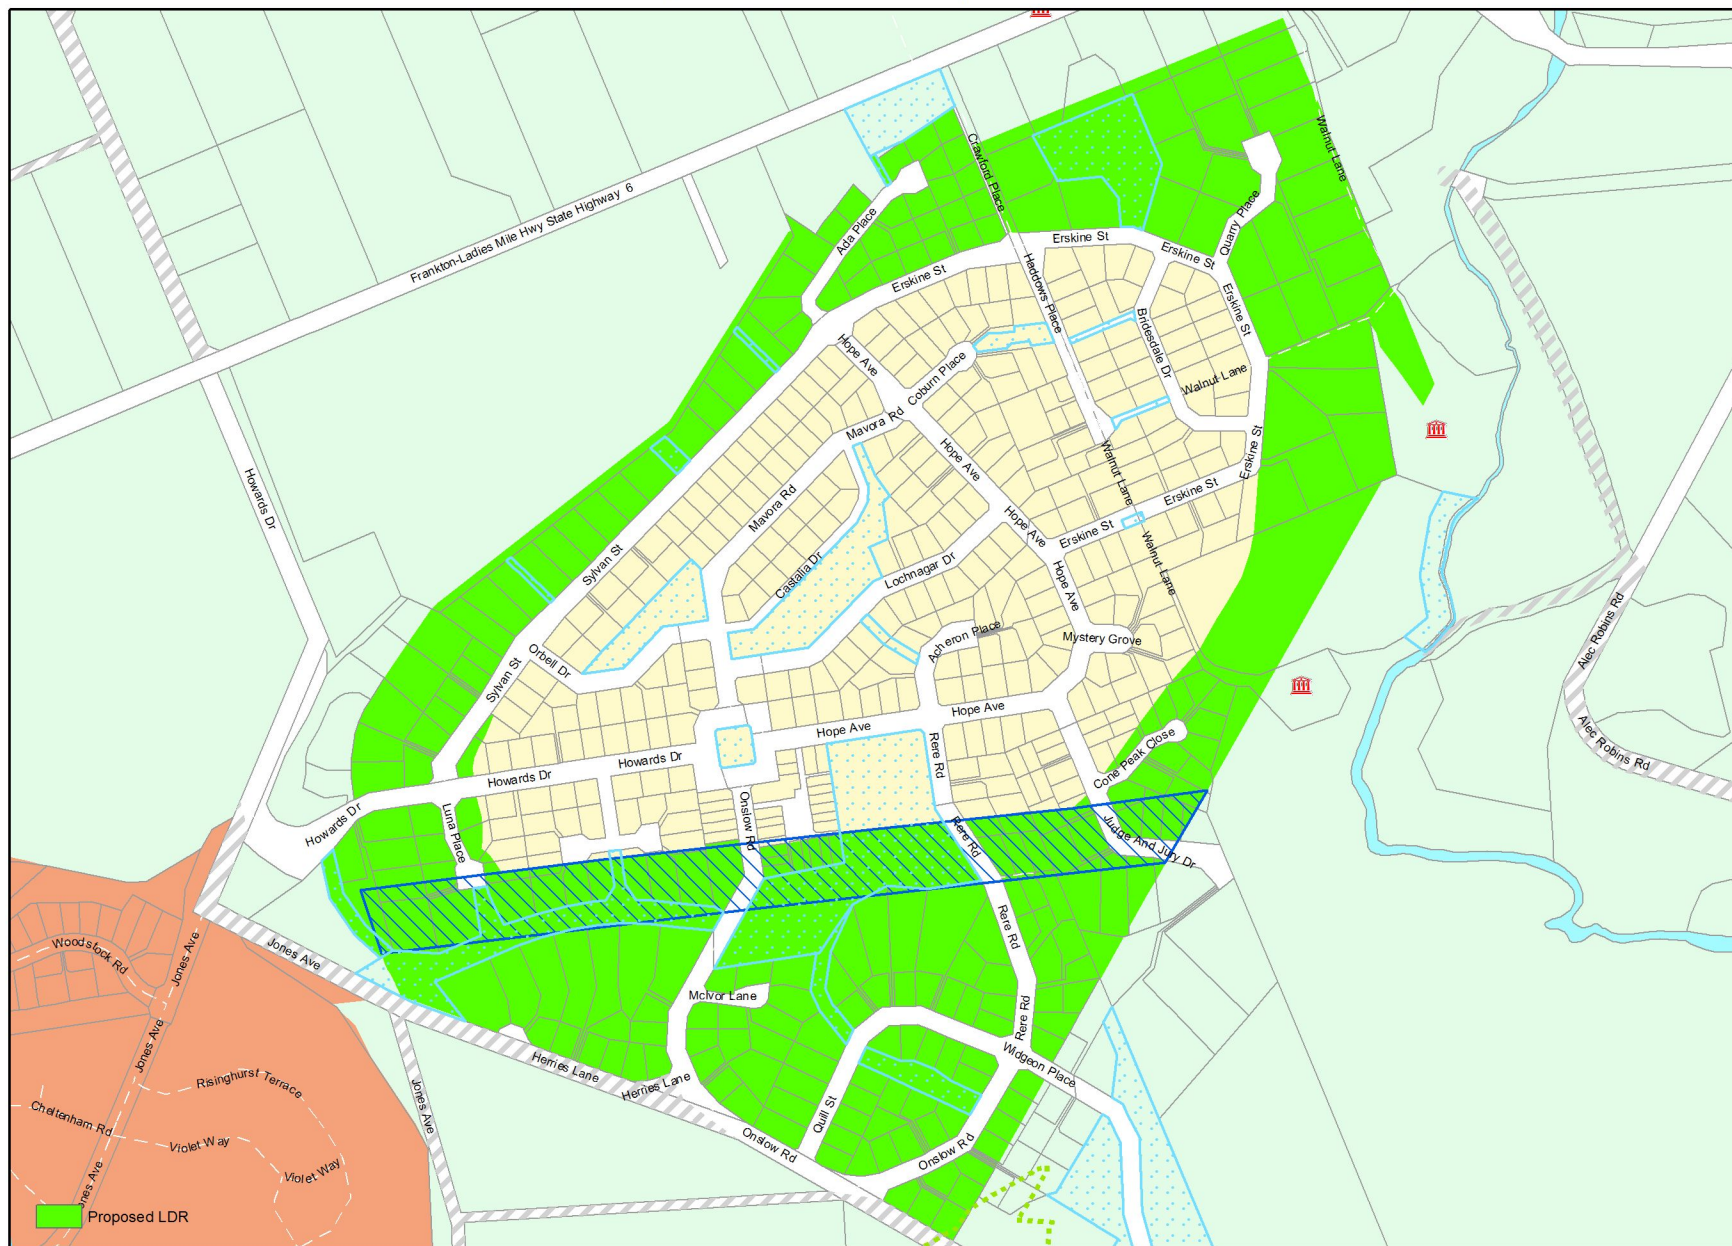 Frankton-Ladies Mile Hwy State Highway 6
Crawford Place
Walnut Lane
Ada Place
Quarry Place
Erskine St
Erskine St
Erskine St
Haddows Place
Erskine St
Hope Ave
Bridesdale Dr
Coburn Place
Walnut Lane
Mavora Rd
Howards Dr
Hope Ave
Walnut Lane
Erskine St
Erskine St
Mavora Rd
Hope Ave
Erskine St
Sylvan St
Castalia Dr
Lochnagar Dr
Walnut Lane
Hope Ave
Alec Robins Rd
Acheron Place
Mystery Grove
Orbell Dr
Sylvan St
Hope Ave
Hope Ave
Alec Robins Rd
Rere Rd
Cone Peak Close
Howards Dr
Howards Dr
Howards Dr
Luna Place
Onslow Rd
Rere Rd
Judge And Jury Dr
Woodstock Rd
Jones Ave
Jones Ave
Rere Rd
McIvor Lane
Rere Rd
Jones Ave
Herries Lane
Herries Lane
Widgeon Place
Risinghurst Terrace
Jones Ave
Cheltenham Rd
Violet Way
Violet Way
Quill St
Onslow Rd
Onslow Rd
ones Ave
Proposed LDR